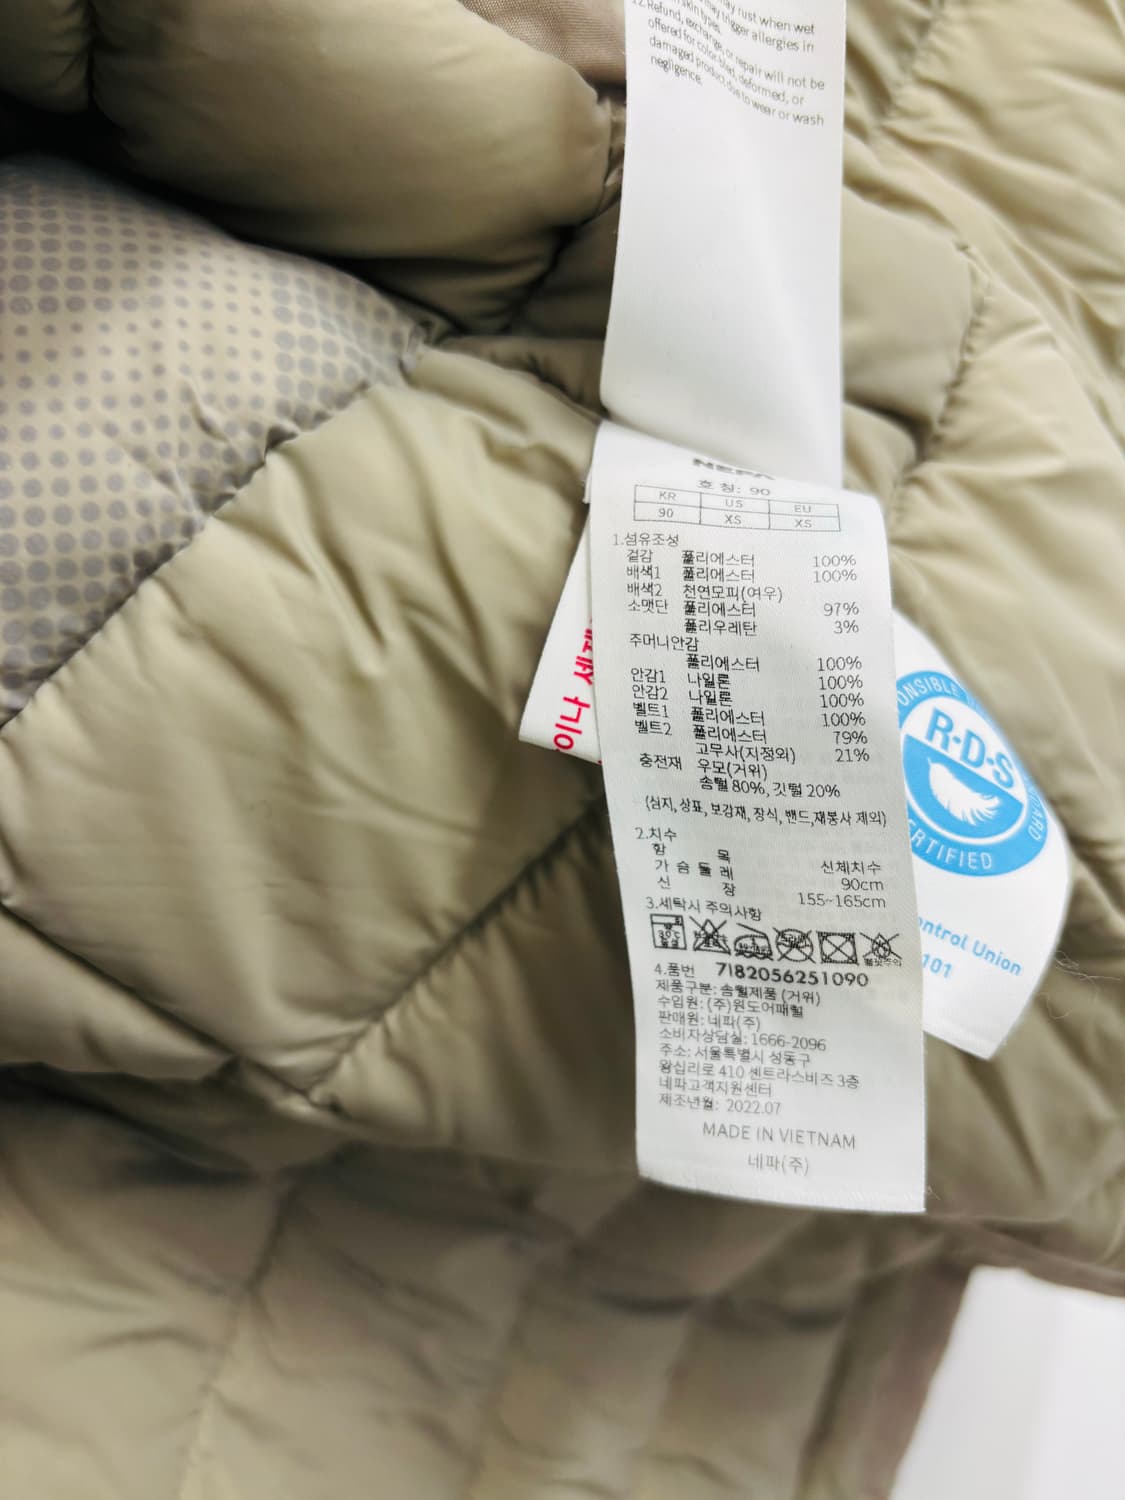 may rust when wet
may trigger allergies in
skin types.
12.Refund, exchange, or repair will not be
offered for color-bled, deformed, or
damaged product due to wear or wash
negligence.
NEPA
호칭: 90
KR US EU
90 XS XS
1.섬유조성
겉감 폴리에스터 100%
배색1 폴리에스터 100%
배색2 천연모피(여우)
소맷단 폴리에스터 97%
폴리우레탄 3%
주머니안감
폴리에스터 100%
안감1 나일론 100%
안감2 나일론 100%
벨트1 폴리에스터 100%
벨트2 폴리에스터 79%
고무사(지정외) 21%
충전재 우모(거위)
솜털 80%, 깃털 20%
(심지, 상표, 보강재, 장식, 밴드,재봉사 제외)
2.치수
항 목 신체치수
가슴둘레 90cm
신 장 155~165cm
3.세탁시 주의사항
4.품번 7182056251090
제품구분: 솜털제품 (거위)
수입원: (주)원도어패럴
판매원: 네파(주)
소비자상담실: 1666-2096
주소: 서울특별시 성동구
왕십리로 410 센트라스비즈 3층
네파고객지원센터
제조년월: 2022.07
MADE IN VIETNAM
네파(주)
이나
R·D·S
ONSIBLE
ERTIFIED
ontrol Union
101